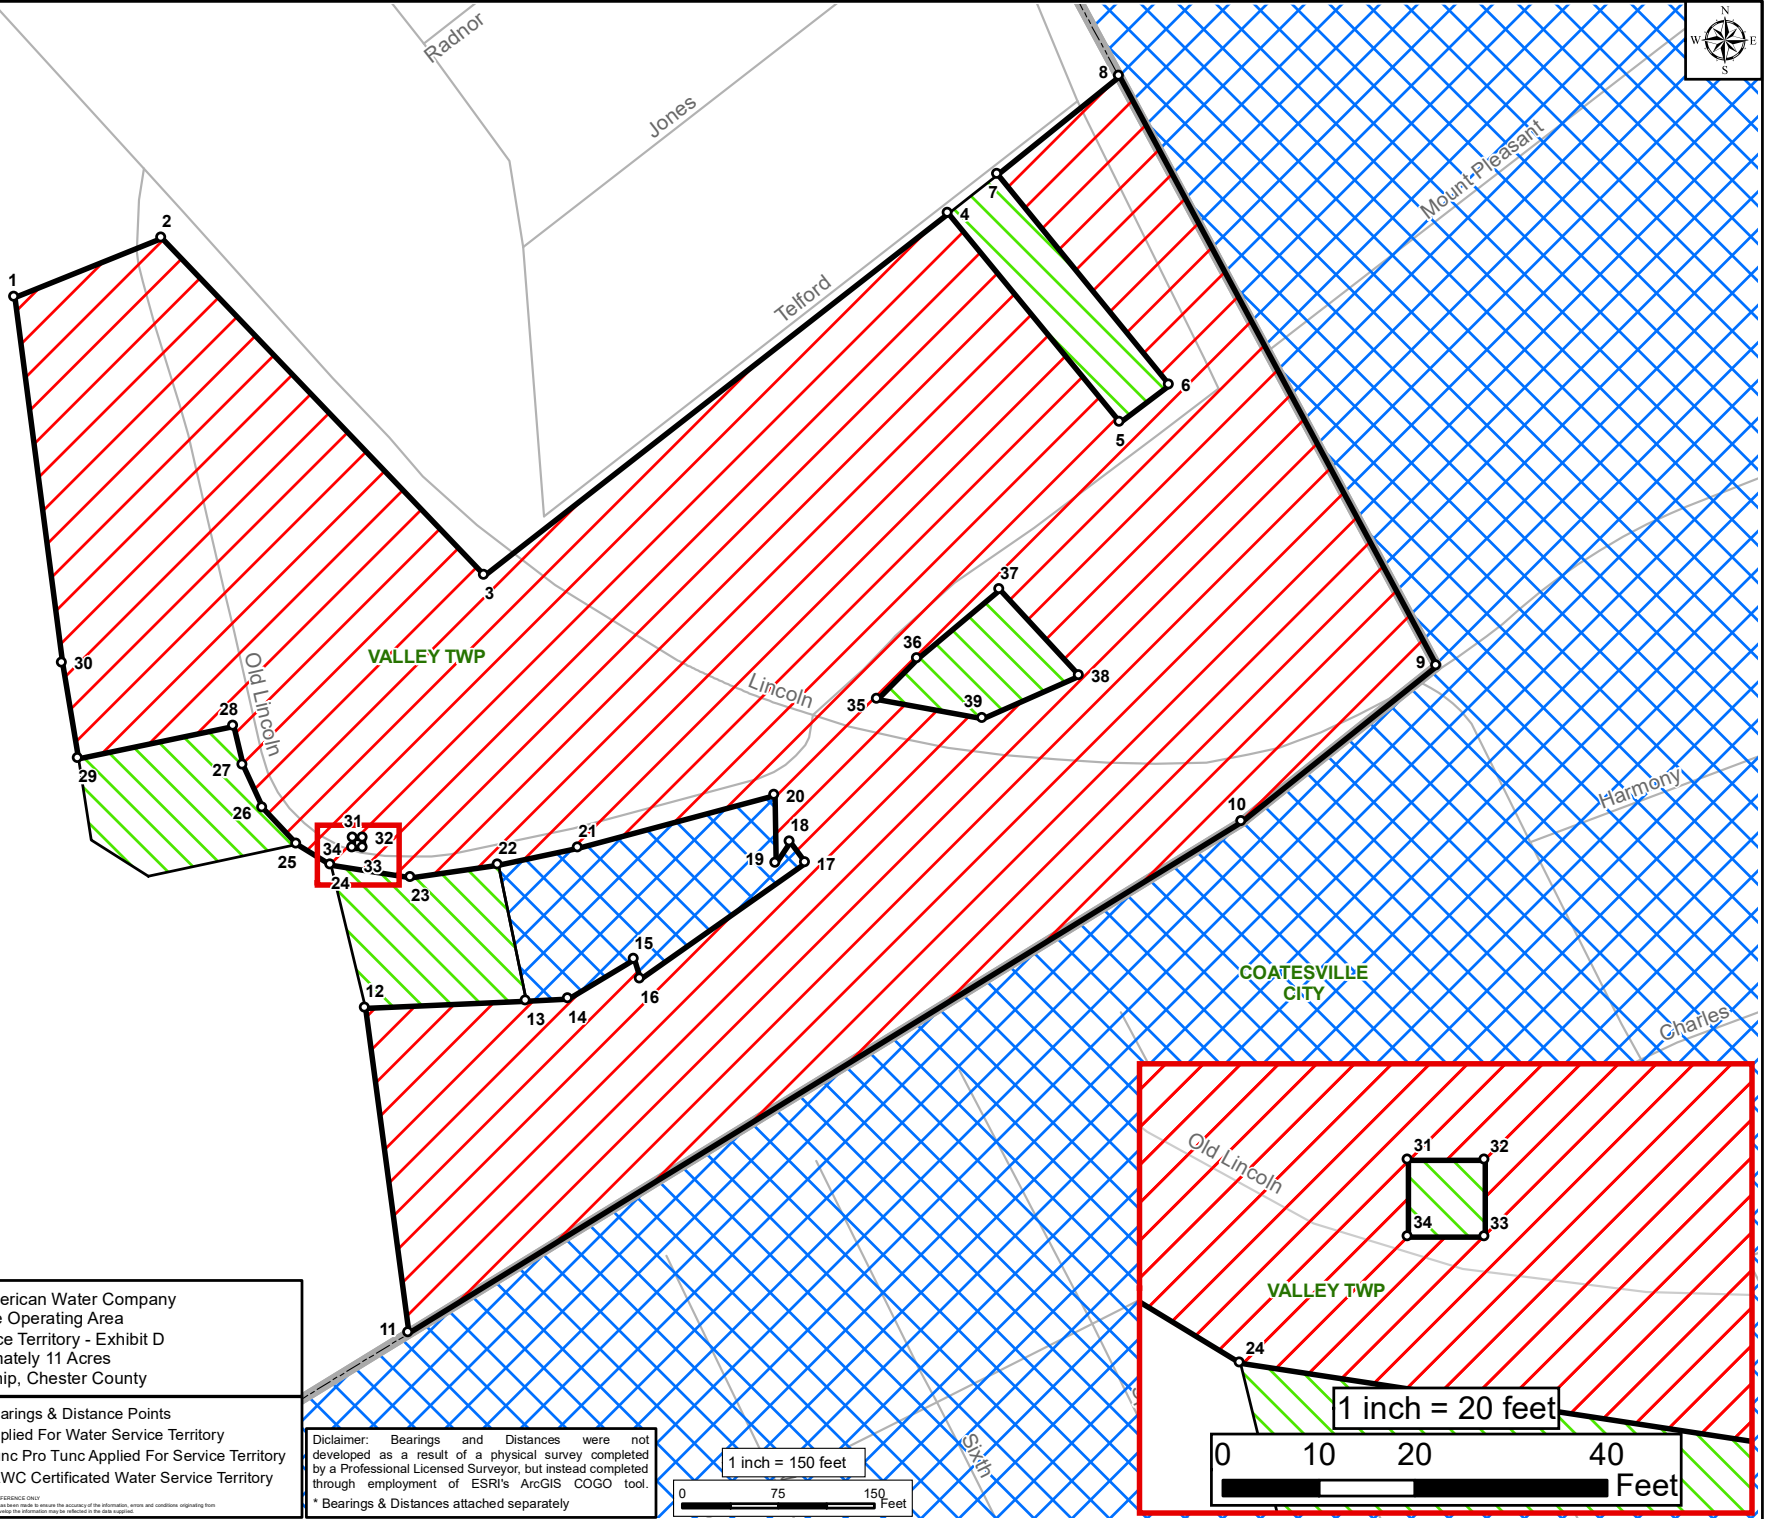 N
W E
S
Radnor
Jones
8
Mount Pleasant
7
4
2
1
Telford
6
5
3
37
VALLEY TWP
36
30
Old Lincoln
9
Lincoln
38
35
39
28
29
27
26
20
Harmony
10
31
32
21
18
34
22
19
17
25
33
24
23
15
COATESVILLE
CITY
12
16
13
14
Charles
31
32
Old Lincoln
34
33
VALLEY TWP
11
24
1 inch = 20 feet
0 10 20 40
Feet
Sixth
erican Water Company
e Operating Area
ce Territory - Exhibit D
nately 11 Acres
hip, Chester County
arings & Distance Points
plied For Water Service Territory
nc Pro Tunc Applied For Service Territory
WC Certificated Water Service Territory
FERENCE ONLY
Diclaimer: Bearings and Distances were not
developed as a result of a physical survey completed
by a Professional Licensed Surveyor, but instead completed
through employment of ESRI's ArcGIS COGO tool.
* Bearings & Distances attached separately
1 inch = 150 feet
0 75 150
Feet